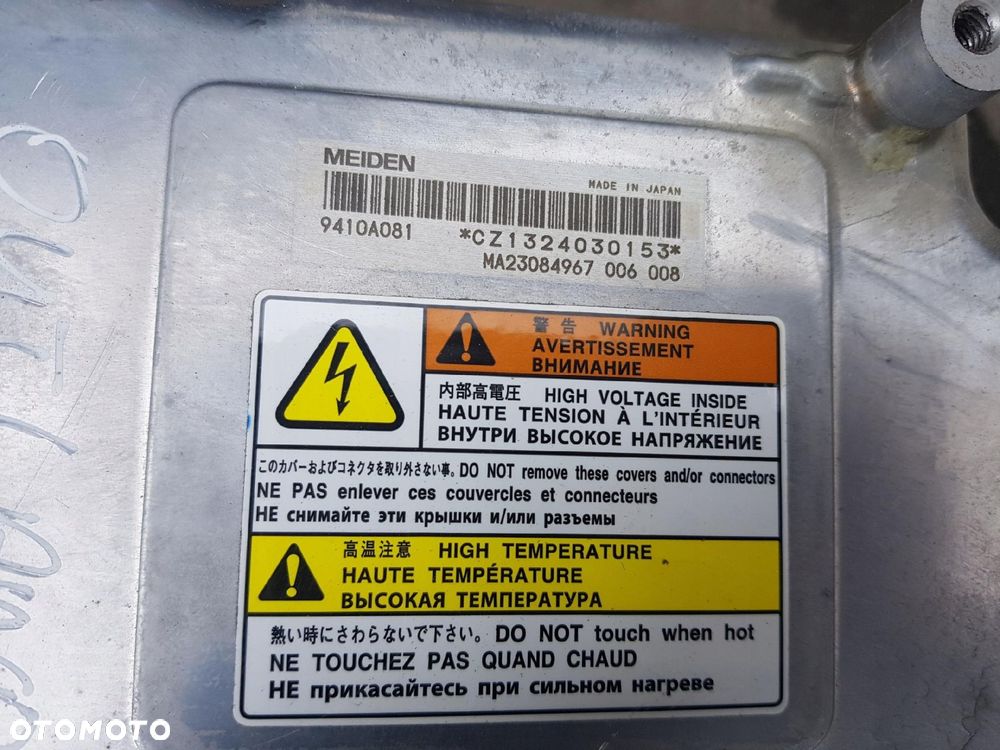 MEIDEN
MADE IN JAPAN
9410A081 *CZ1324030153*
MA23084967 006 008
警告 WARNING
AVERTISSEMENT
ВНИМАНИЕ
内部高電圧 HIGH VOLTAGE INSIDE
HAUTE TENSION À L'INTÉRIEUR
ВНУТРИ ВЫСОКОЕ НАПРЯЖЕНИЕ
このカバーおよびコネクタを取り外さない事。DO NOT remove these covers and/or connectors
NE PAS enlever ces couvercles et connecteurs
НЕ снимайте эти крышки и/или разъемы
高温注意 HIGH TEMPERATURE
HAUTE TEMPÉRATURE
ВЫСОКАЯ ТЕМПЕРАТУРА
熱い時にさわらないで下さい。DO NOT touch when hot
NE TOUCHEZ PAS QUAND CHAUD
НЕ прикасайтесь при сильном нагреве
OTOMOTO